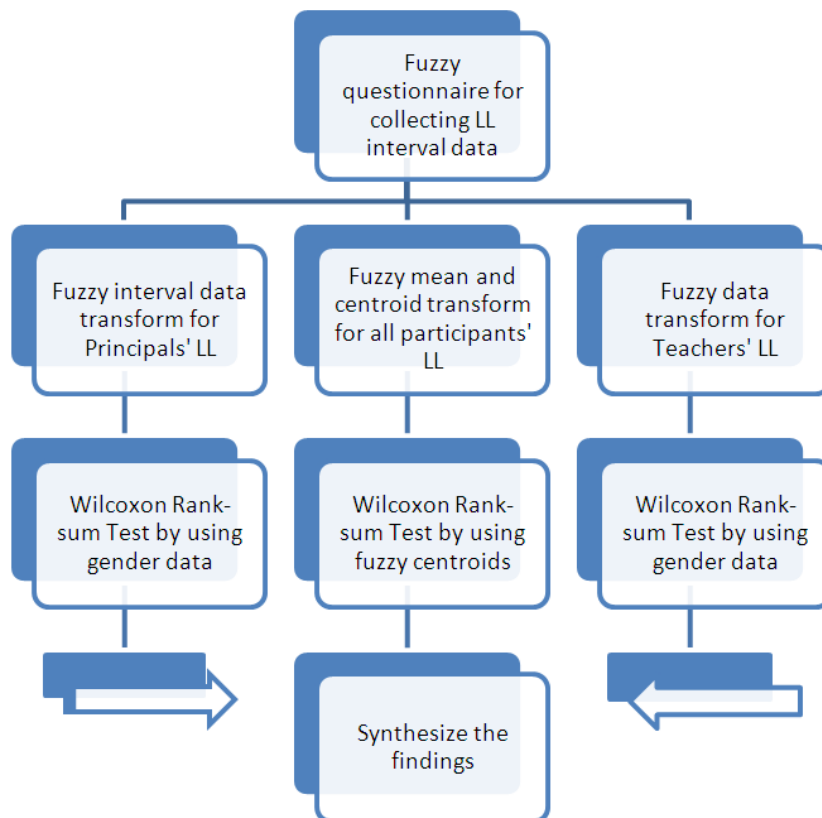 Fuzzy
questionnaire for
collecting LL
interval data
Fuzzy interval data
transform for
Principals' LL
Fuzzy mean and
centroid transform
for all participants'
LL
Fuzzy data
transform for
Teachers' LL
Wilcoxon Rank-
sum Test by using
gender data
Wilcoxon Rank-
sum Test by using
fuzzy centroids
Wilcoxon Rank-
sum Test by using
gender data
Synthesize the
findings